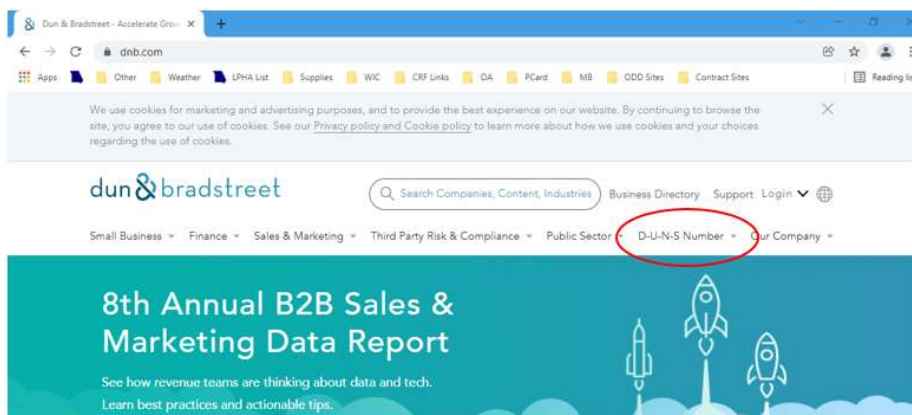 Dun & Bradstreet - Accelerate Grow
dnb.com
Apps Other Weather LPHA List Supplies WIC CRF Links OA PCard MB ODD Sites Contract Sites Reading lis
We use cookies for marketing and advertising purposes, and to provide the best experience on our website. By continuing to browse the
site, you agree to our use of cookies. See our Privacy policy and Cookie policy to learn more about how we use cookies and your choices
regarding the use of cookies.
dun & bradstreet Search Companies, Content, Industries Business Directory Support Login
Small Business Finance Sales & Marketing Third Party Risk & Compliance Public Sector D-U-N-S Number Our Company
8th Annual B2B Sales &
Marketing Data Report
See how revenue teams are thinking about data and tech.
Learn best practices and actionable tips.